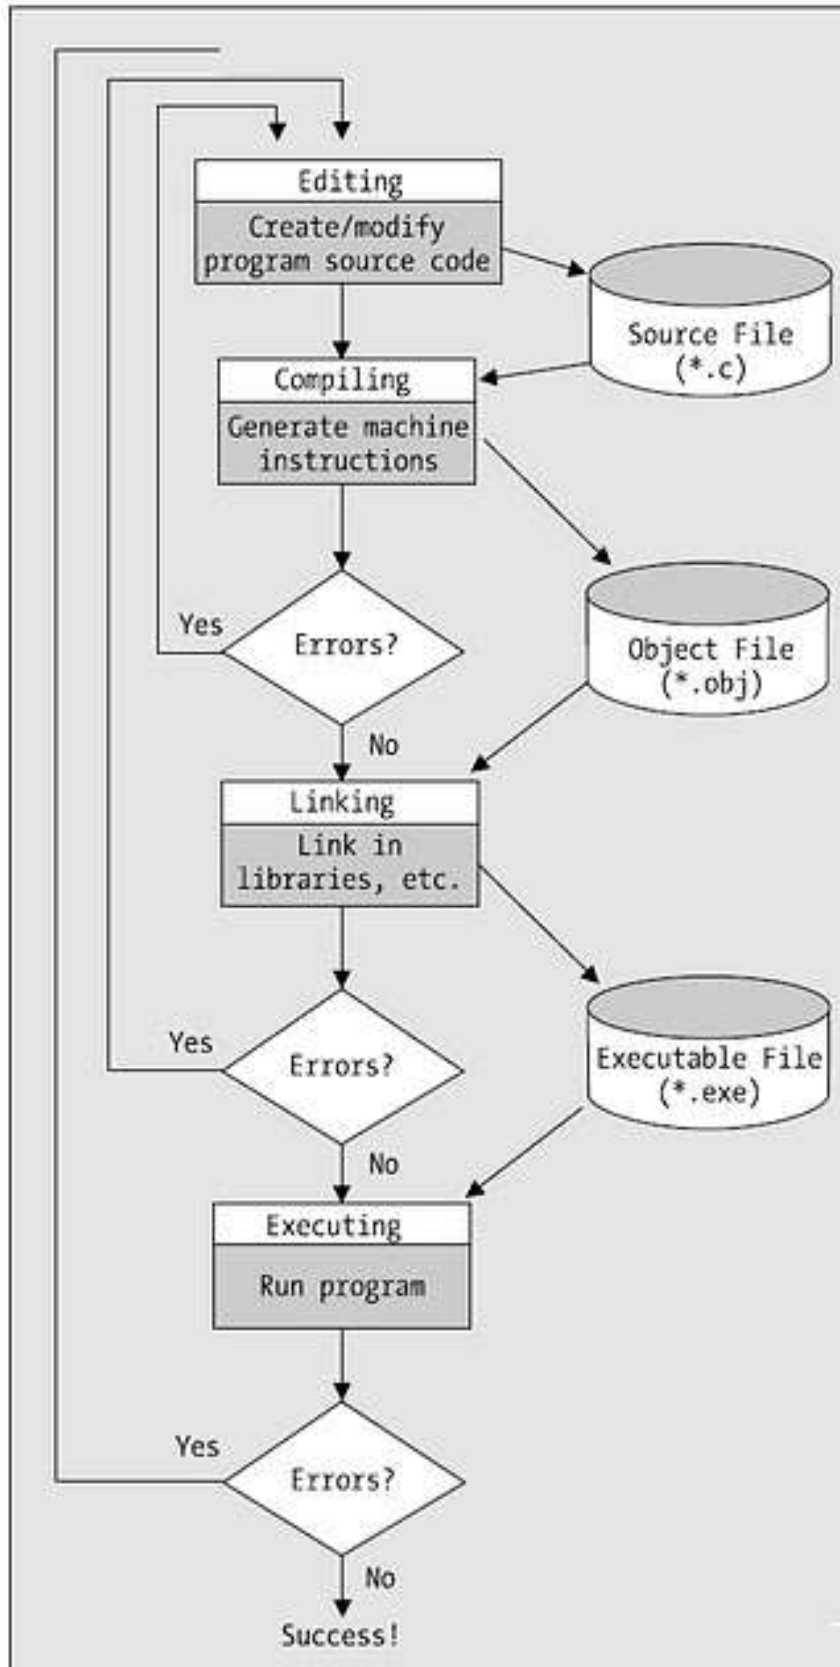 Editing
Create/modify
program source code
Source File
(*.c)
Compiling
Generate machine
instructions
Yes
Errors?
Object File
(*.obj)
No
Linking
Link in
libraries, etc.
Yes
Errors?
Executable File
(*.exe)
No
Executing
Run program
Yes
Errors?
No
Success!